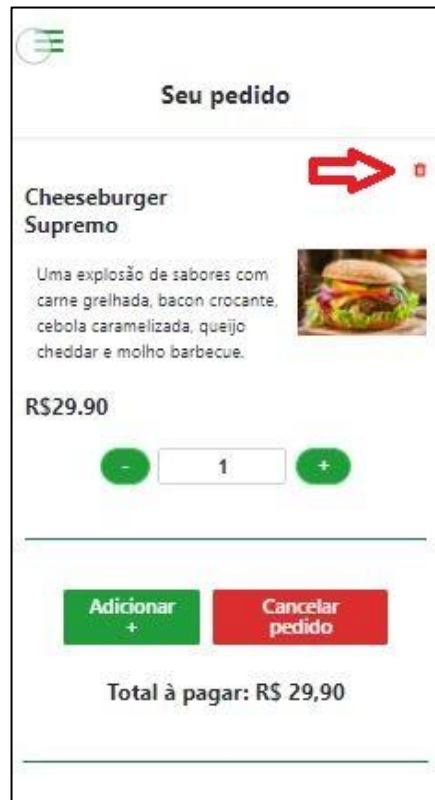 Seu pedido
Cheeseburger
Supremo
Uma explosão de sabores com
carne grelhada, bacon crocante,
cebola caramelizada, queijo
cheddar e molho barbecue.
R$29.90
- 1 +
Adicionar
+
Cancelar
pedido
Total à pagar: R$ 29,90